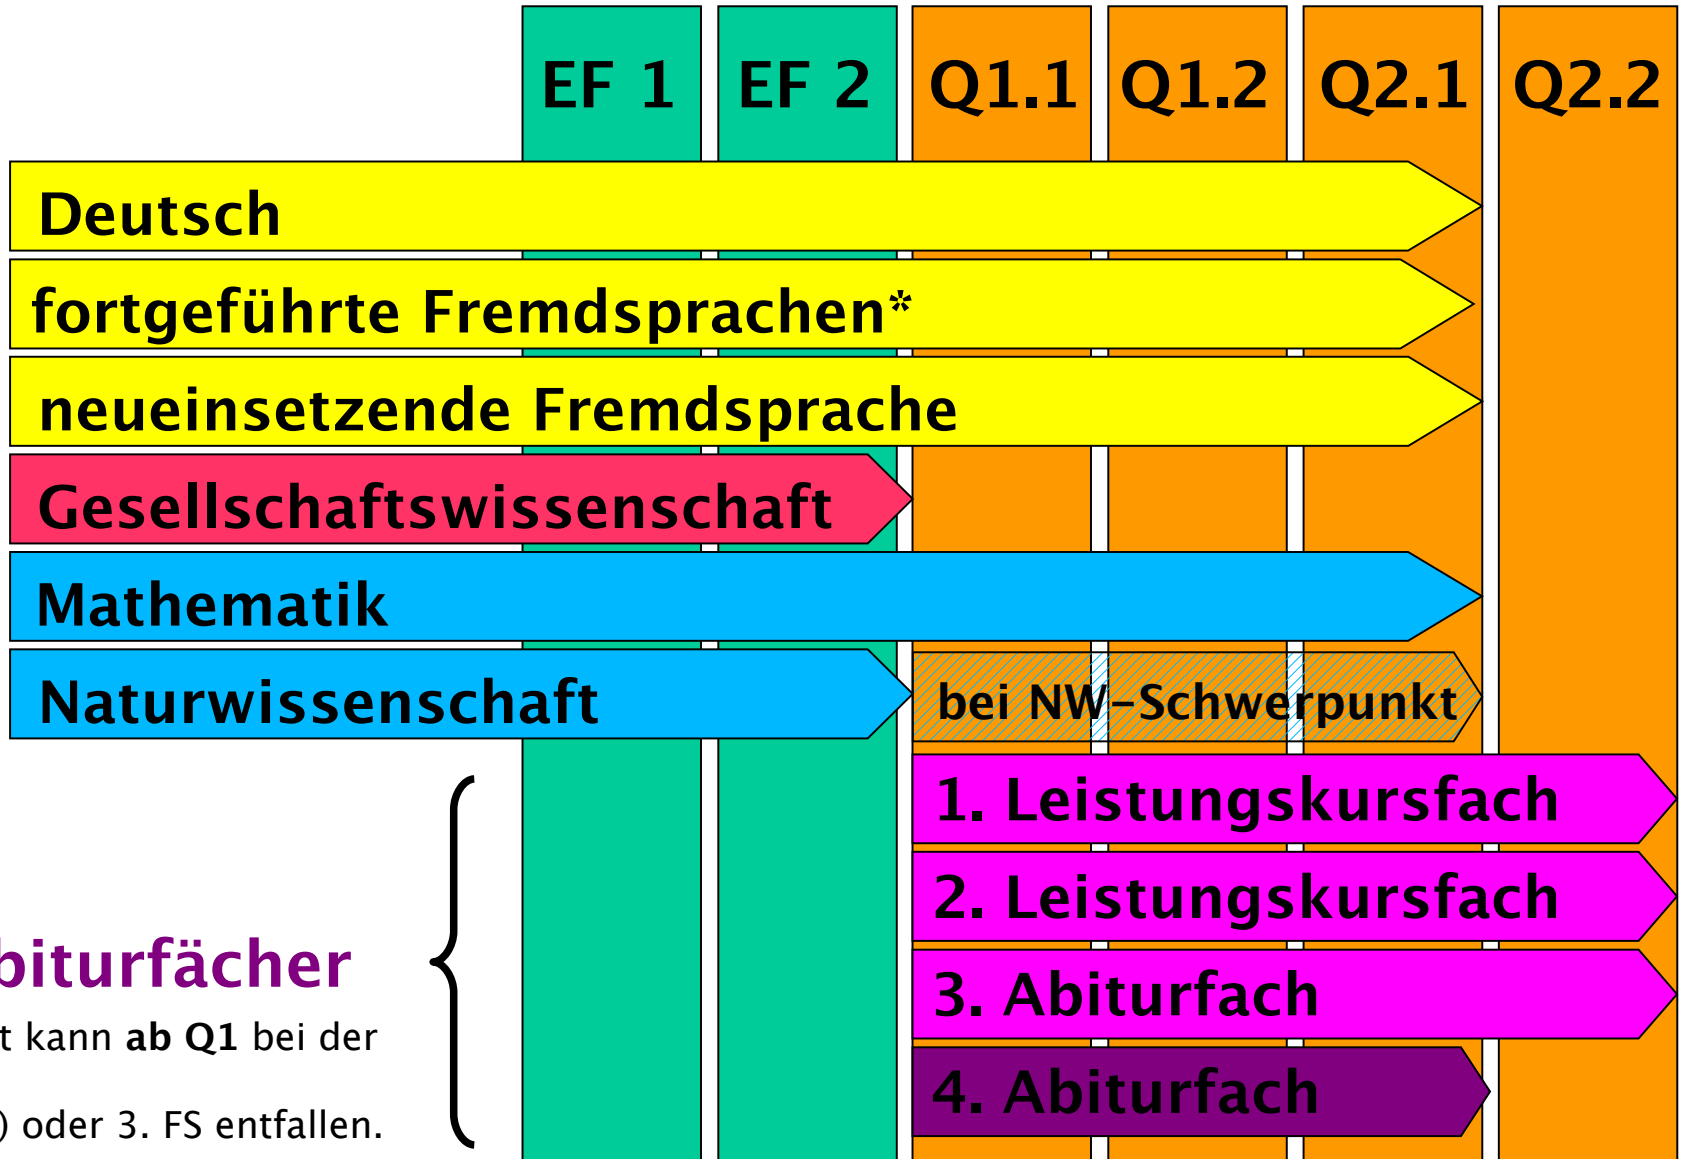 EF 1 EF 2 Q1.1 Q1.2 Q2.1 Q2.2
Deutsch
fortgeführte Fremdsprachen*
neueinsetzende Fremdsprache
Gesellschaftswissenschaft
Mathematik
Naturwissenschaft bei NW-Schwerpunkt
1. Leistungskursfach
2. Leistungskursfach
biturfächer
3. Abiturfach
t kann ab Q1 bei der
4. Abiturfach
) oder 3. FS entfallen.